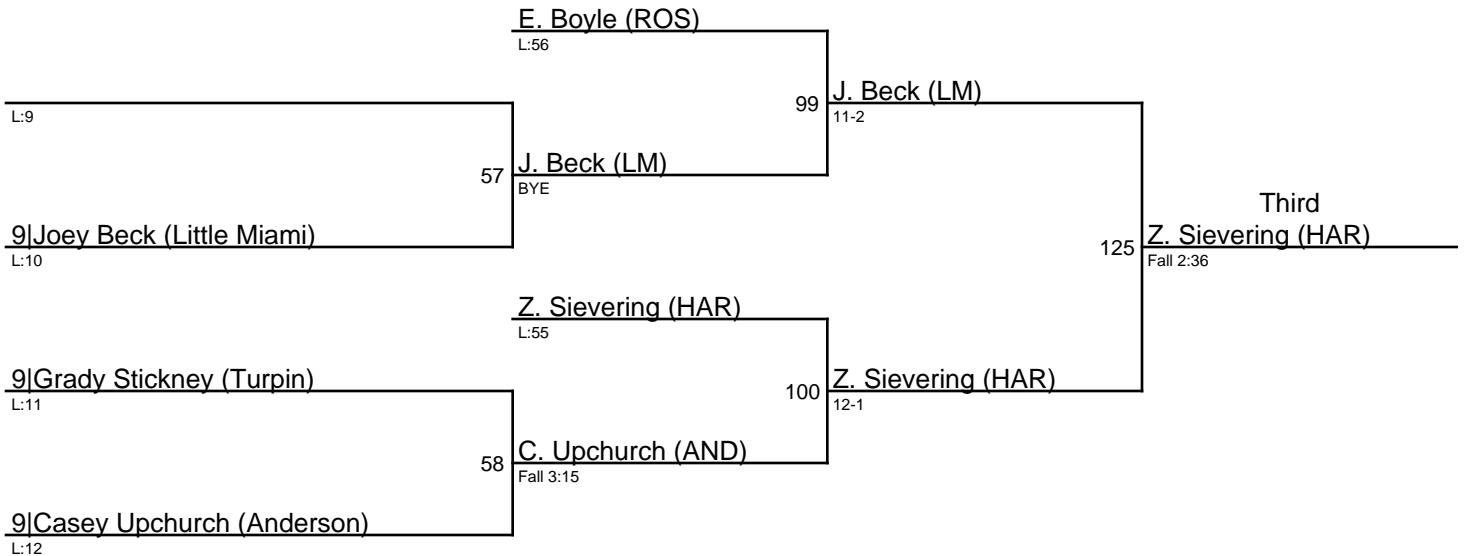 E. Boyle (ROS)
L:56
L:9
99
J. Beck (LM)
11-2
57
J. Beck (LM)
BYE
9|Joey Beck (Little Miami)
L:10
Third
125
Z. Sievering (HAR)
Fall 2:36
Z. Sievering (HAR)
L:55
9|Grady Stickney (Turpin)
L:11
100
Z. Sievering (HAR)
12-1
58
C. Upchurch (AND)
Fall 3:15
9|Casey Upchurch (Anderson)
L:12